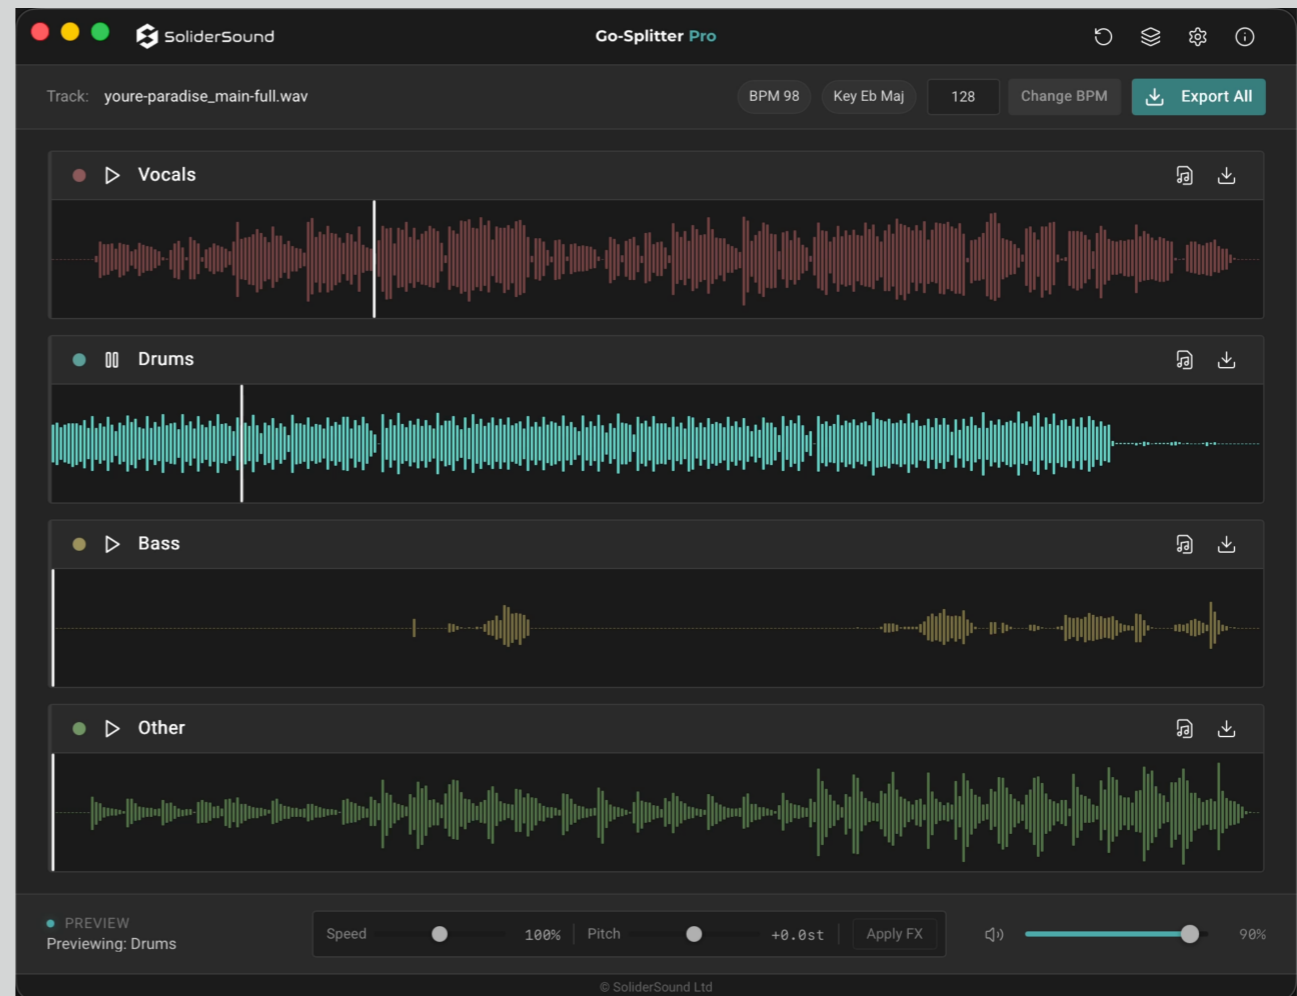 SoliderSound
Go-Splitter Pro
Track: youre-paradise_main-full.wav
BPM 98
Key Eb Maj
128
Change BPM
Export All
Vocals
Drums
Bass
Other
PREVIEW
Previewing: Drums
Speed 100%
Pitch +0.0st
Apply FX
90%
© SoliderSound Ltd